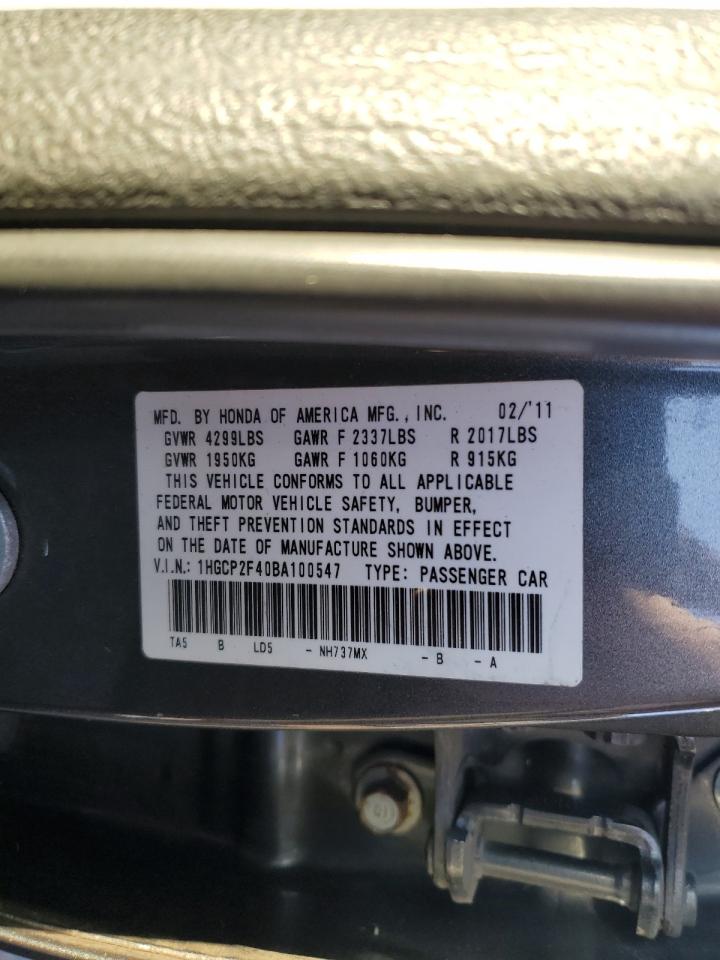 MFD. BY HONDA OF AMERICA MFG., INC. 02/'11
GVWR 4299LBS GAWR F 2337LBS R 2017LBS
GVWR 1950KG GAWR F 1060KG R 915KG
THIS VEHICLE CONFORMS TO ALL APPLICABLE
FEDERAL MOTOR VEHICLE SAFETY, BUMPER,
AND THEFT PREVENTION STANDARDS IN EFFECT
ON THE DATE OF MANUFACTURE SHOWN ABOVE.
V.I.N.: 1HGCP2F40BA100547 TYPE: PASSENGER CAR
TA5 B LD5 - NH737MX - B - A